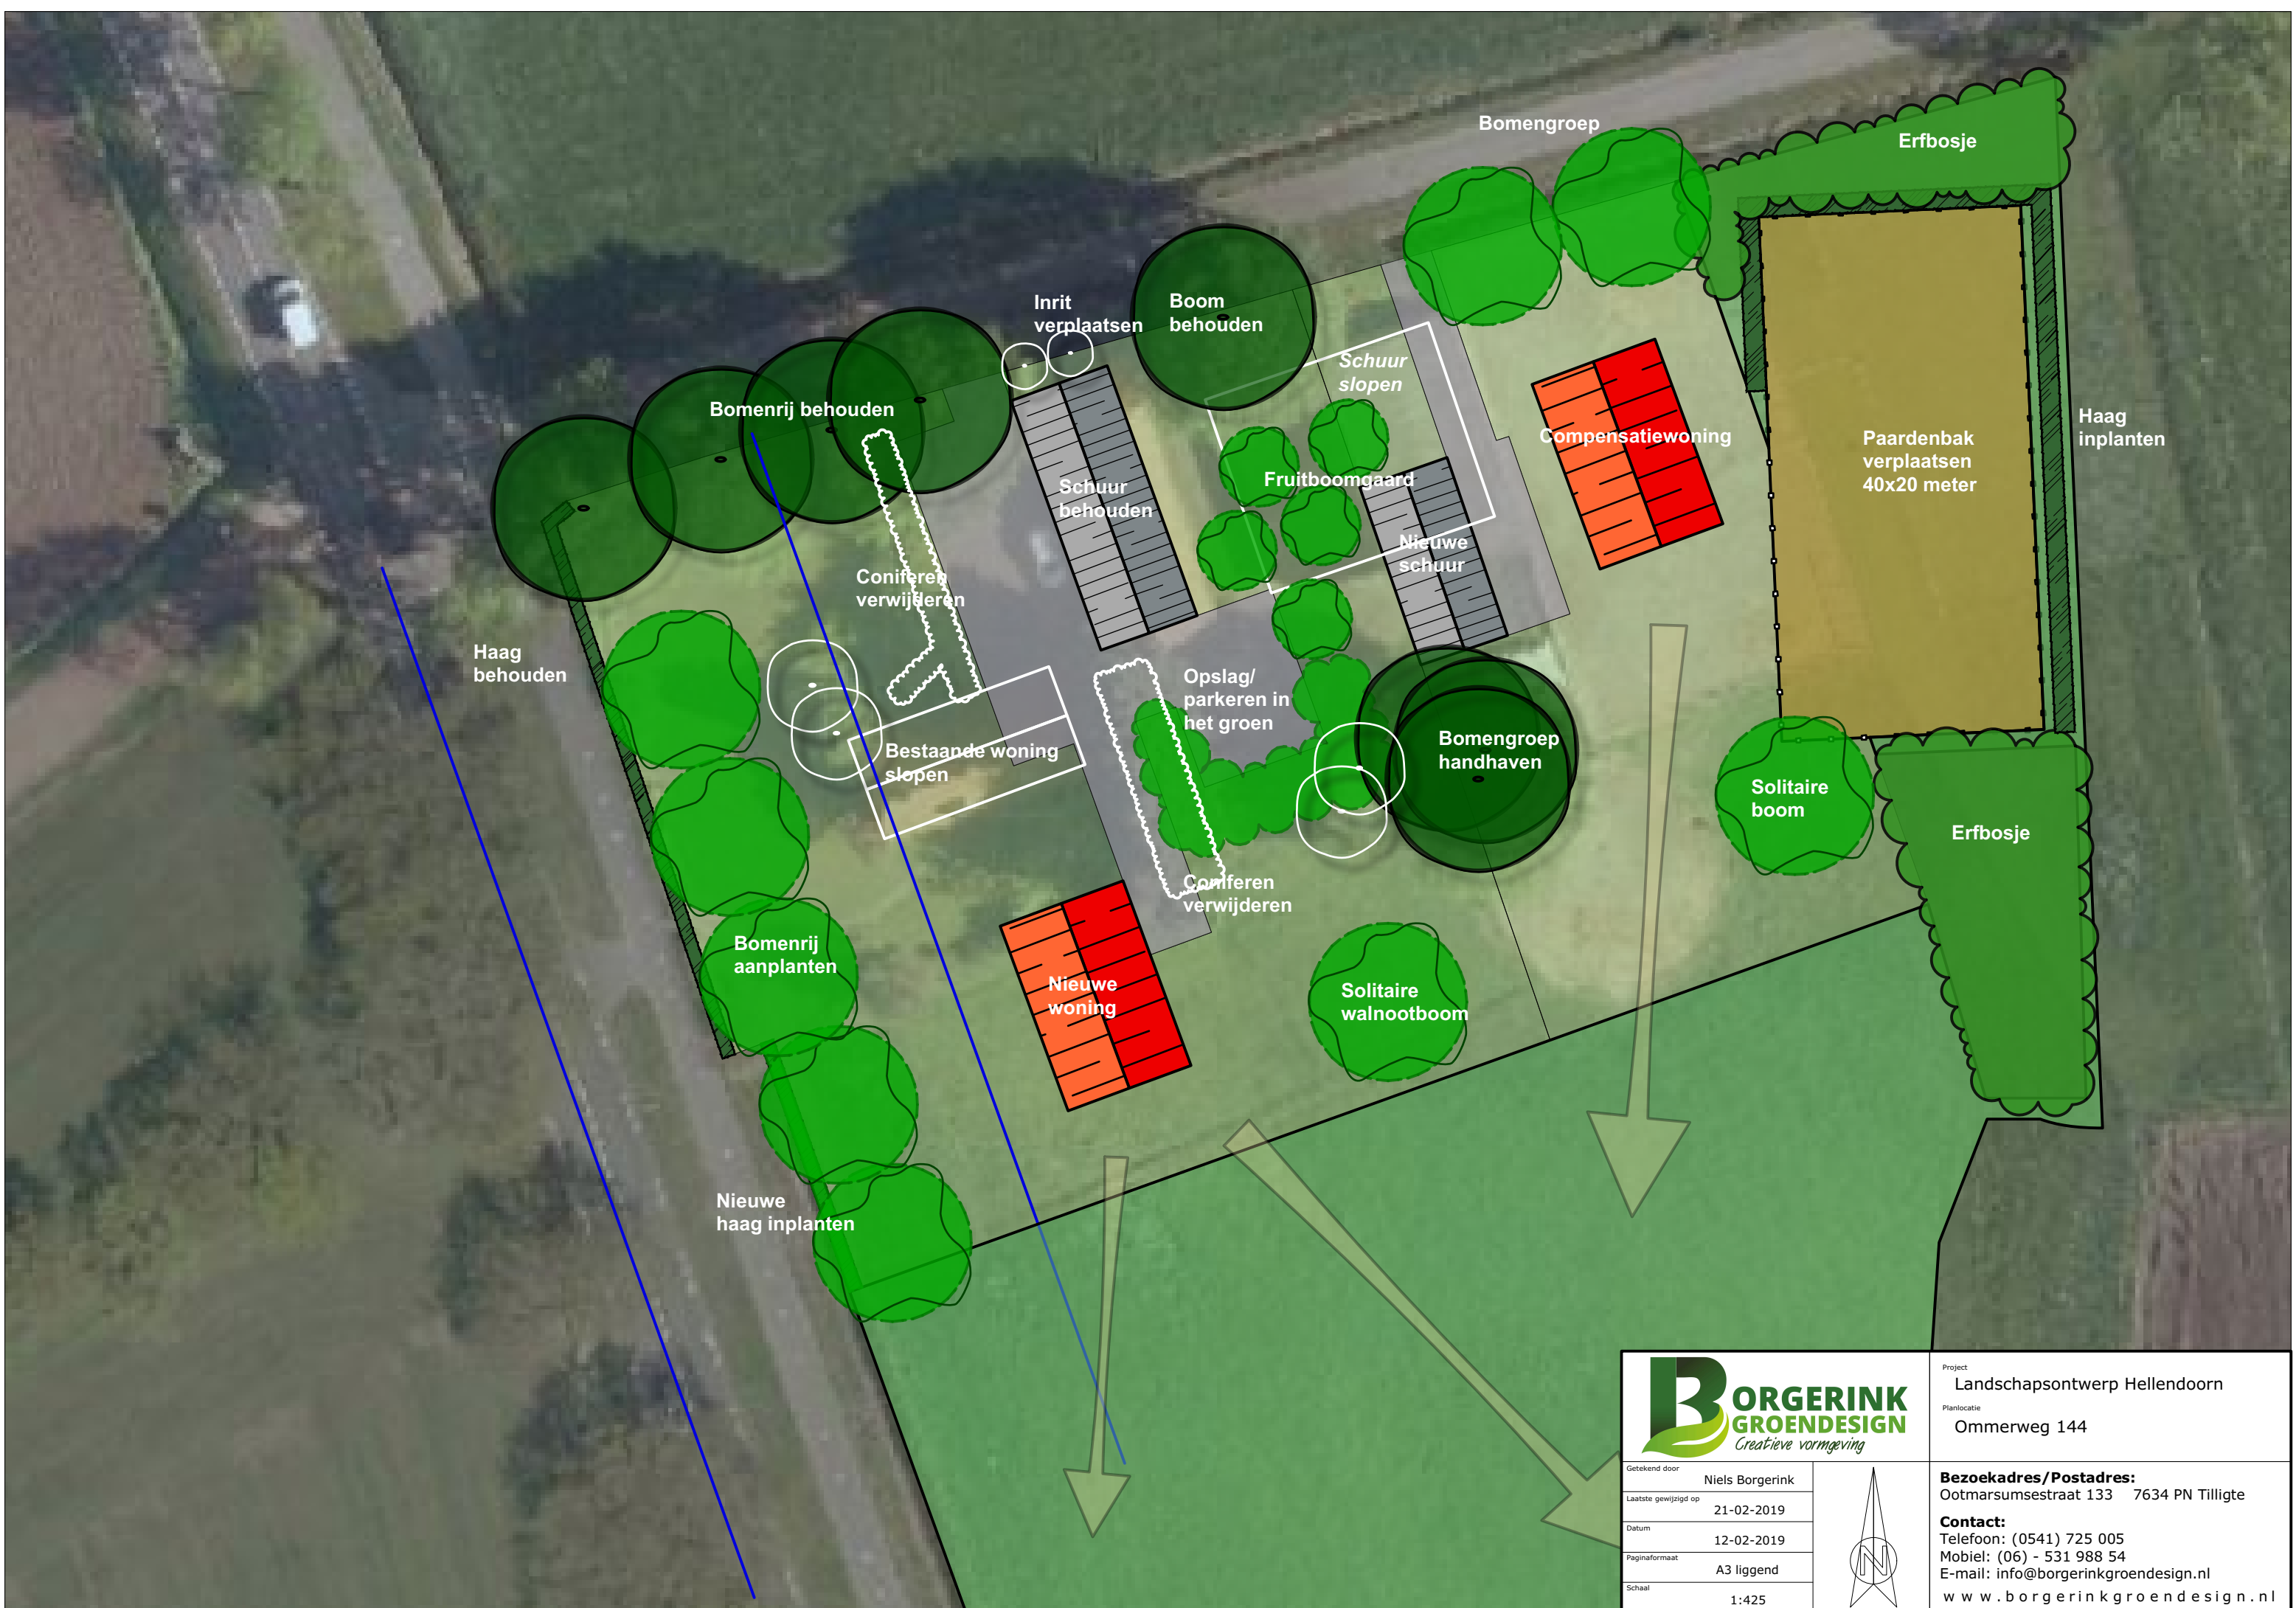 Bomengroep
Erfbosje
Inrit
verplaatsen
Boom
behouden
Schuur
slopen
Bomenrij behouden
Haag
inplanten
Compensatiewoning
Paardenbak
verplaatsen
40x20 meter
Schuur
behouden
Fruitboomgaard
Nieuwe
schuur
Coniferen
verwijderen
Haag
behouden
Opslag/
parkeren in
het groen
Bestaande woning
slopen
Bomengroep
handhaven
Solitaire
boom
Erfbosje
Coniferen
verwijderen
Bomenrij
aanplanten
Nieuwe
woning
Solitaire
walnootboom
Nieuwe
haag inplanten
BORGERINK
GROENDESIGN
Creatieve vormgeving
Project
Landschapsontwerp Hellendoorn
Planlocatie
Ommerweg 144
Getekend door
Niels Borgerink
Laatste gewijzigd op
21-02-2019
Datum
12-02-2019
Paginaformaat
A3 liggend
Schaal
1:425
N
Bezoekadres/Postadres:
Ootmarsumsestraat 133 7634 PN Tilligte
Contact:
Telefoon: (0541) 725 005
Mobiel: (06) - 531 988 54
E-mail: info@borgerinkgroendesign.nl
www.borgerinkgroendesign.nl